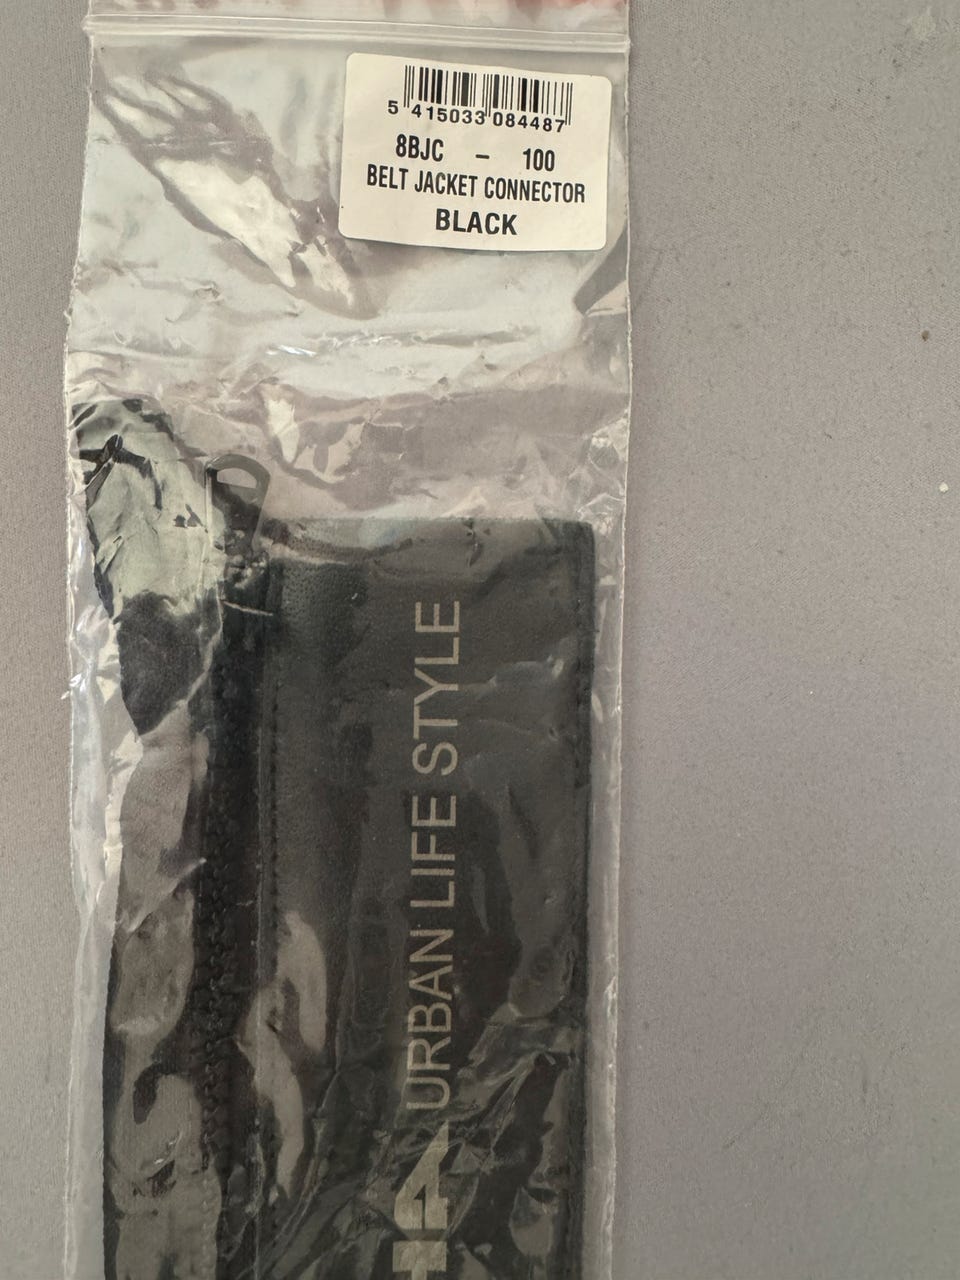 5 415033 084487
8BJC – 100
BELT JACKET CONNECTOR
BLACK
URBAN LIFE STYLE